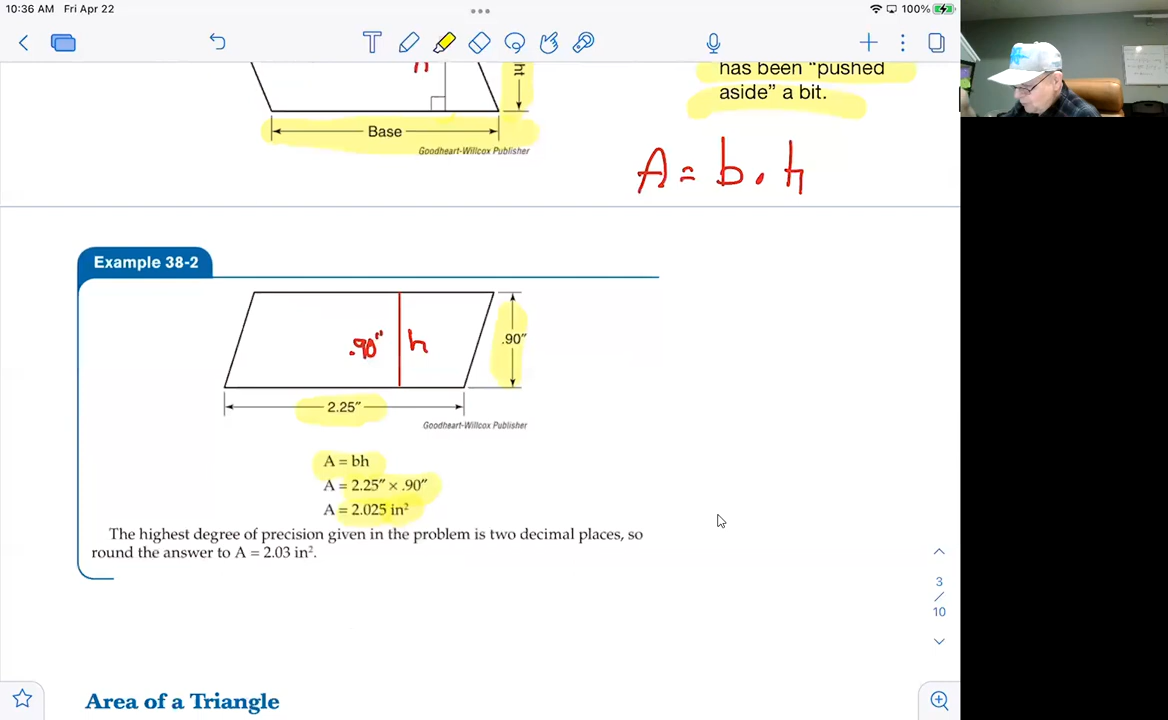 10:36 AM Fri Apr 22
100%
has been "pushed
aside" a bit.
h
ht
Base
Goodheart-Willcox Publisher
A = b . h
Example 38-2
.90" h
.90"
2.25"
Goodheart-Willcox Publisher
A = bh
A = 2.25" × .90"
A = 2.025 in²
The highest degree of precision given in the problem is two decimal places, so
round the answer to A = 2.03 in².
3
/
10
Area of a Triangle